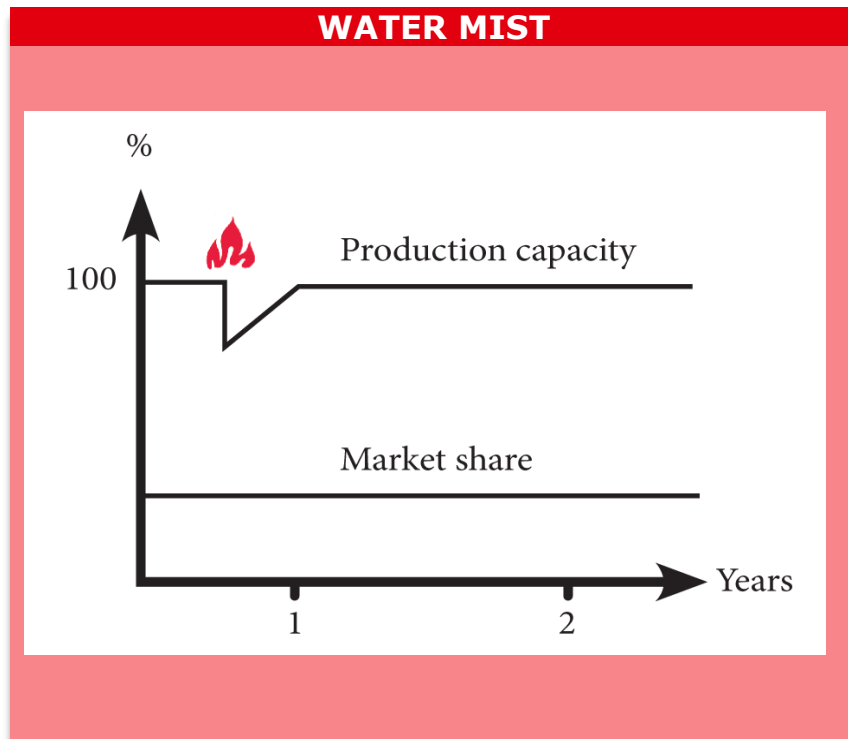 WATER MIST
%
Production capacity
100
Market share
Years
1
2